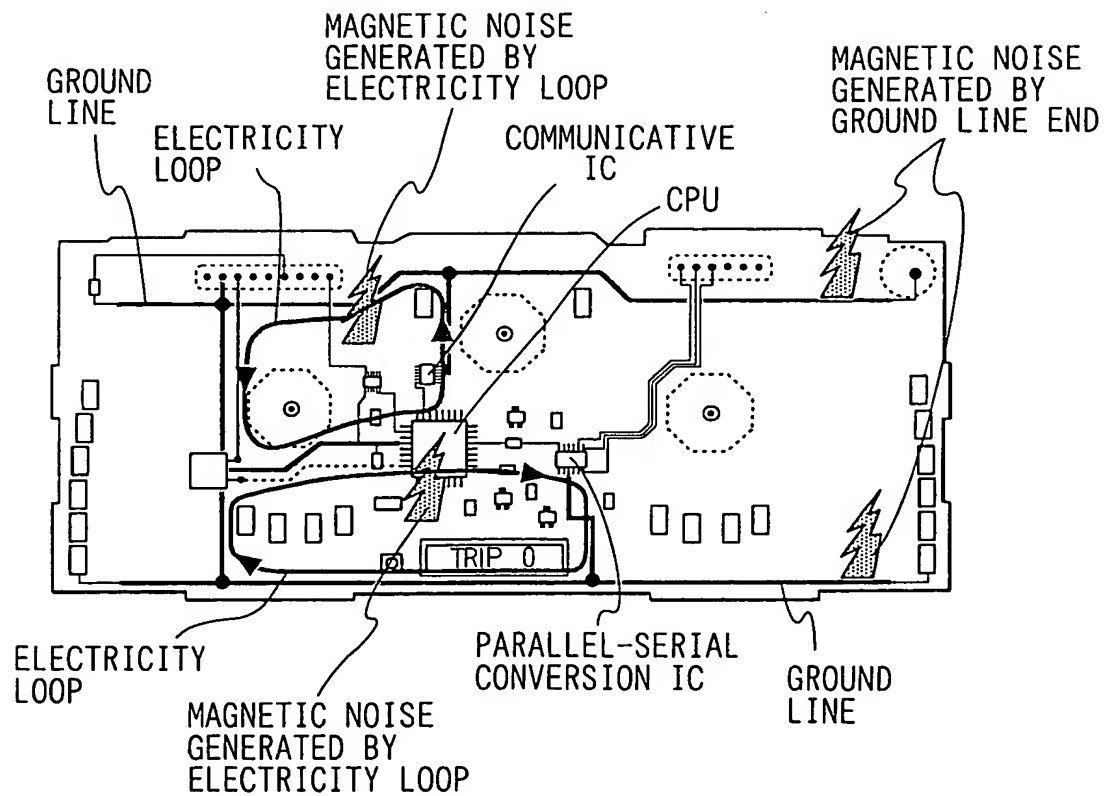 MAGNETIC NOISE
GENERATED BY
ELECTRICITY LOOP
GROUND
LINE
ELECTRICITY
LOOP
COMMUNICATIVE
IC
CPU
MAGNETIC NOISE
GENERATED BY
GROUND LINE END
TRIP 0
ELECTRICITY
LOOP
MAGNETIC NOISE
GENERATED BY
ELECTRICITY LOOP
PARALLEL-SERIAL
CONVERSION IC
GROUND
LINE